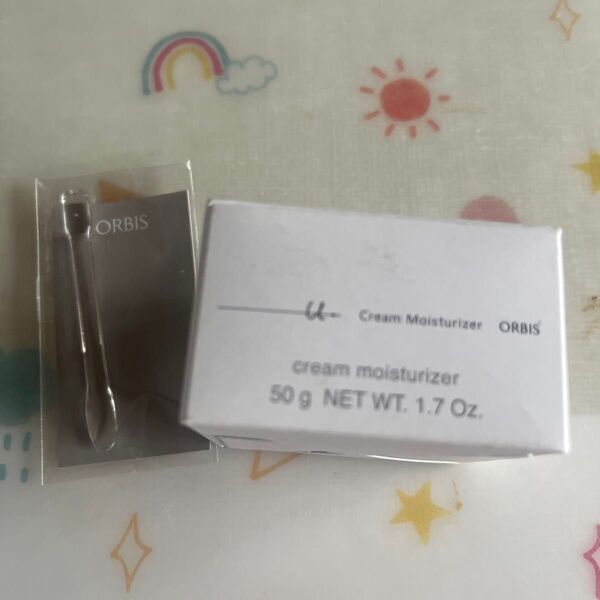 ORBIS
u. Cream Moisturizer ORBIS
cream moisturizer
50 g NET WT. 1.7 Oz.